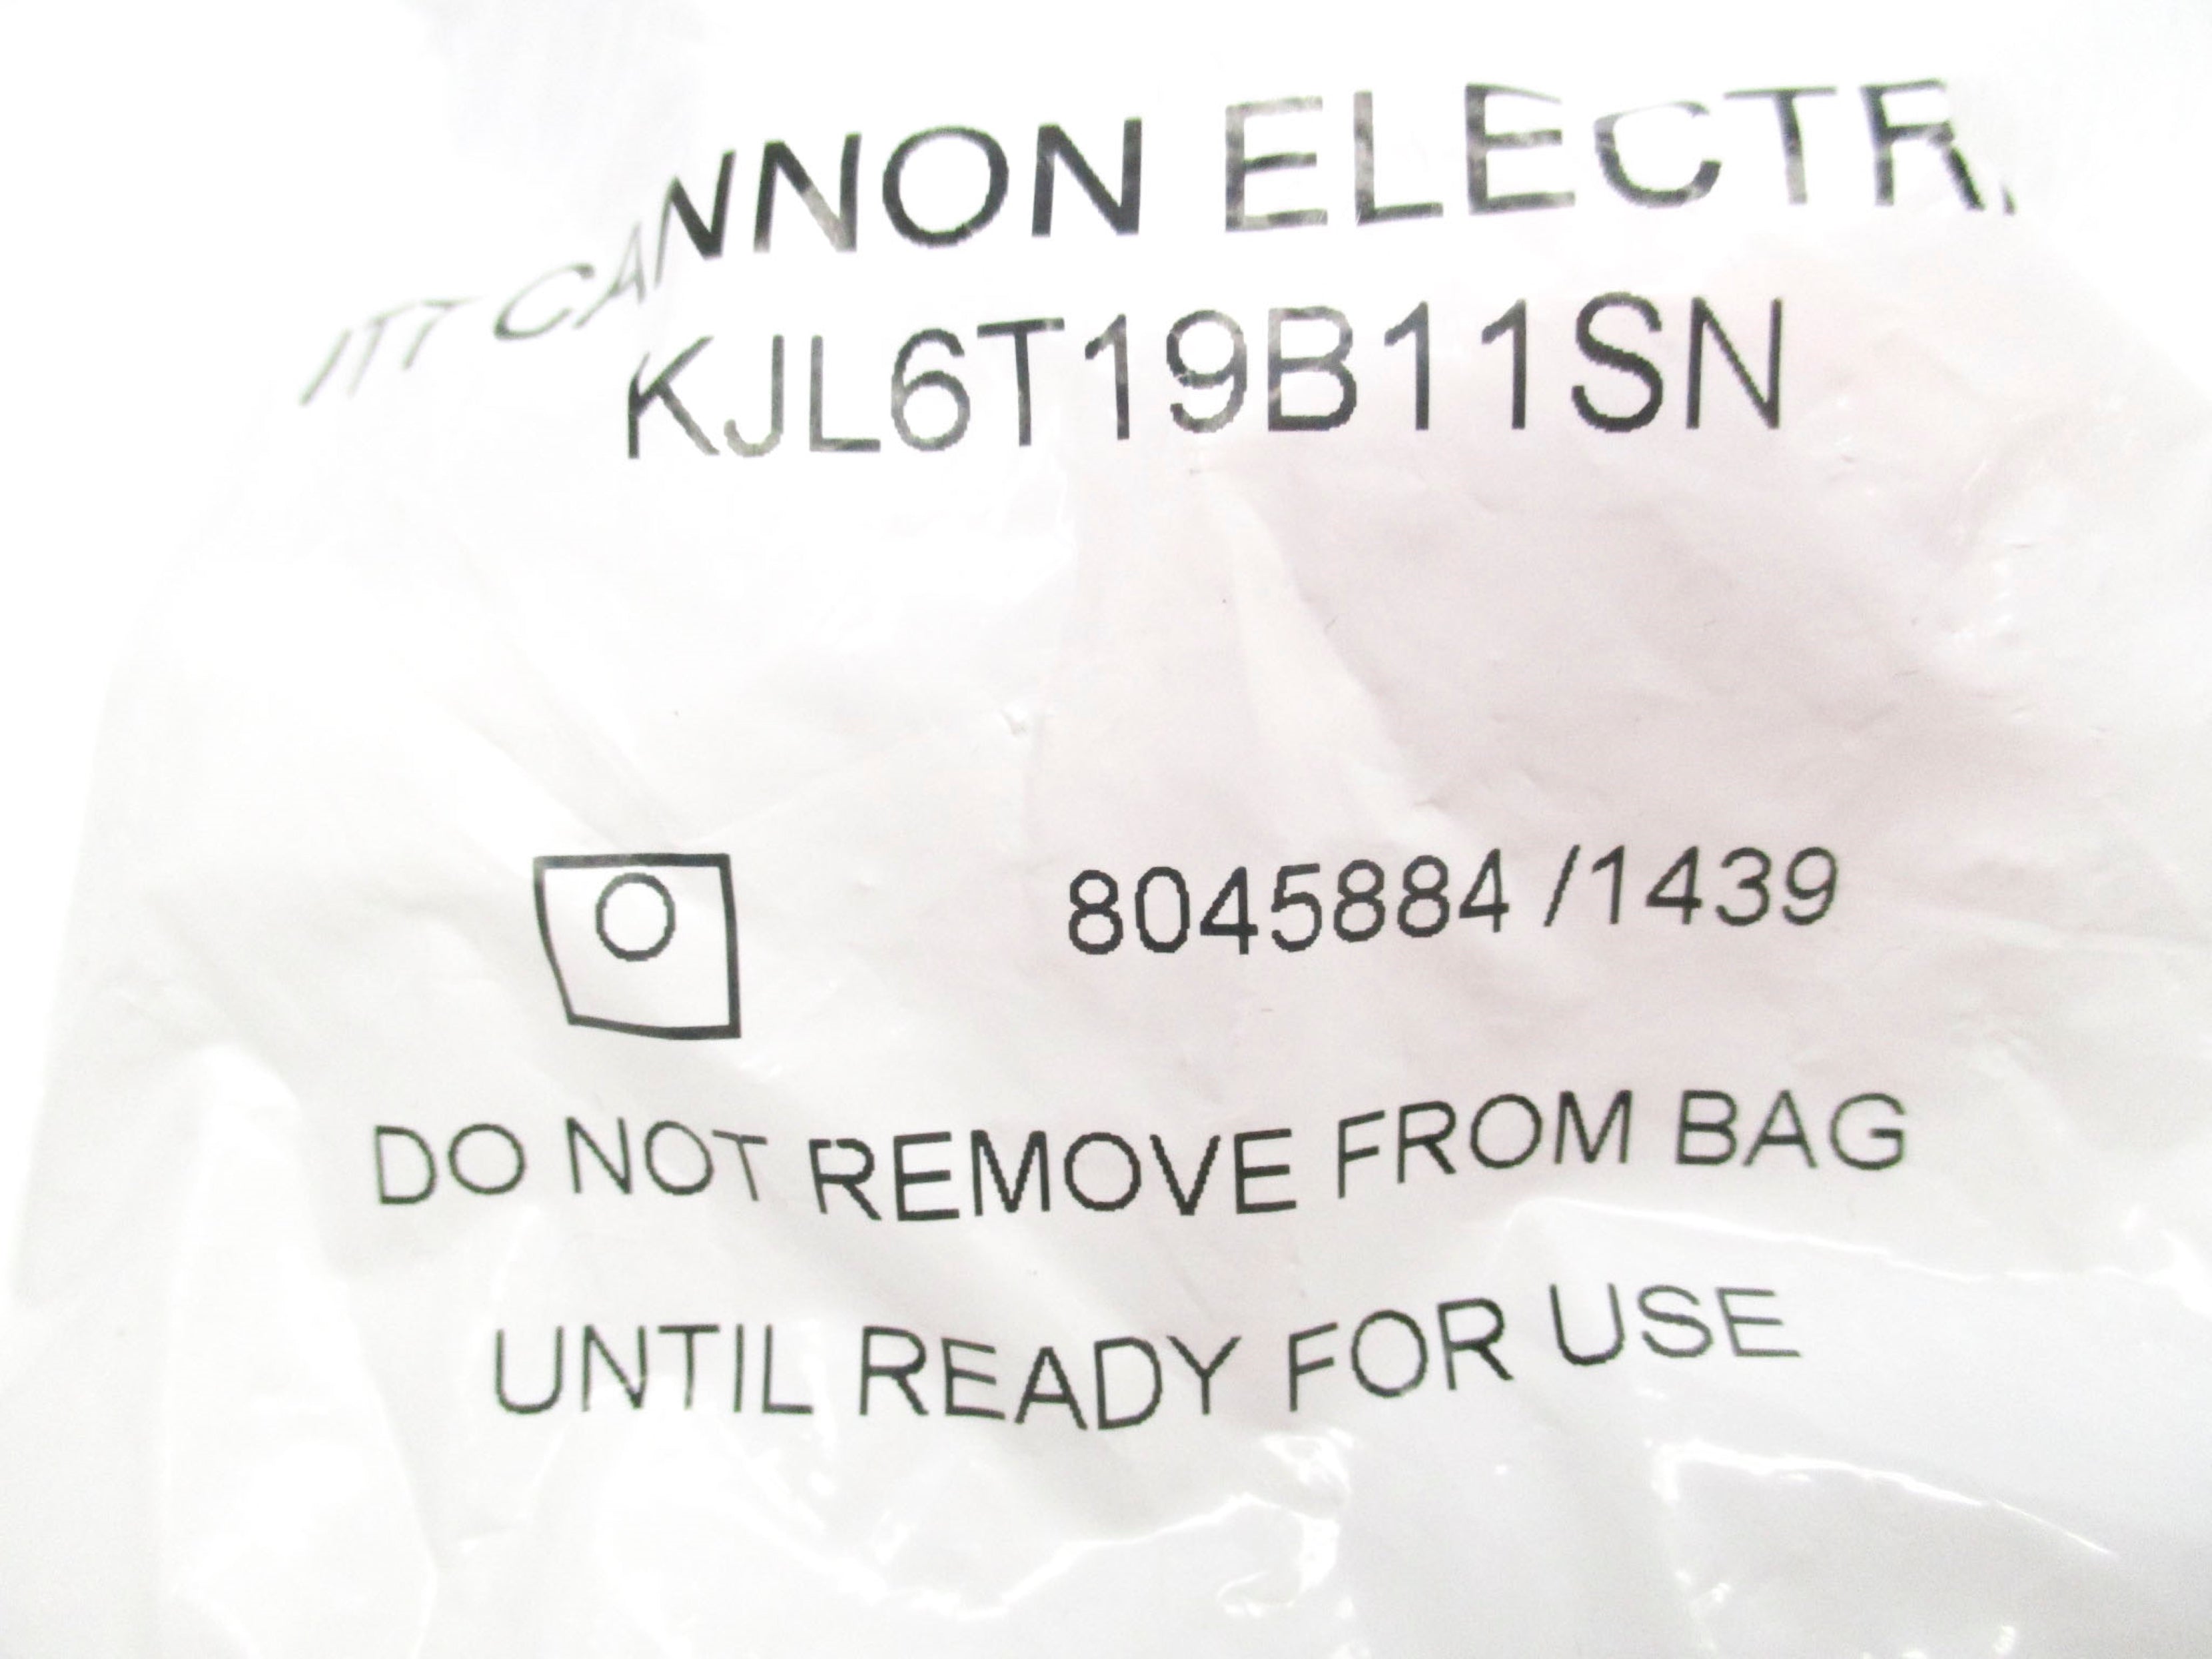 ITT CANNON ELECTR
KJL6T19B11SN
8045884 /1439
DO NOT REMOVE FROM BAG
UNTIL READY FOR USE